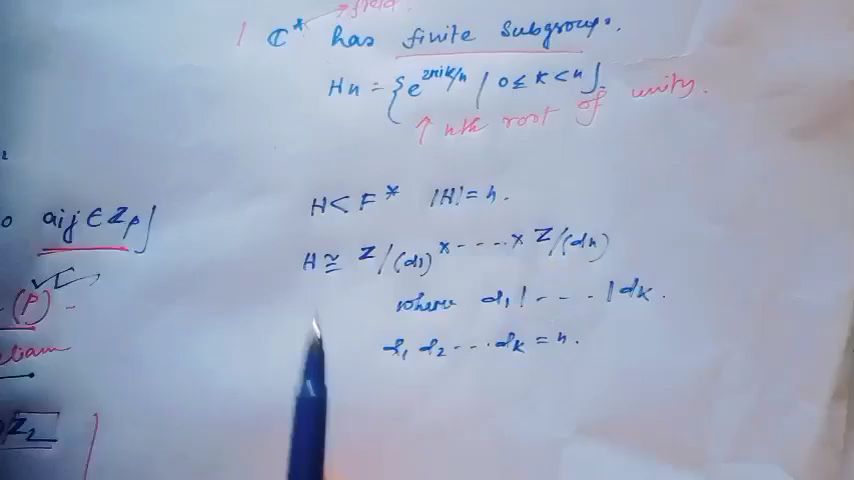 field.
ℂ* has finite Subgroups.
Hn = {e^2πik/n | 0 ≤ k < n}.
↑ nth root of unity.
H < F* |H| = n.
aij ∈ Zp}
H ≅ Z/(d1) × ---- × Z/(dk)
(P) -
where d1 | ---- | dk.
d1 d2 --- dk = n.
Z2